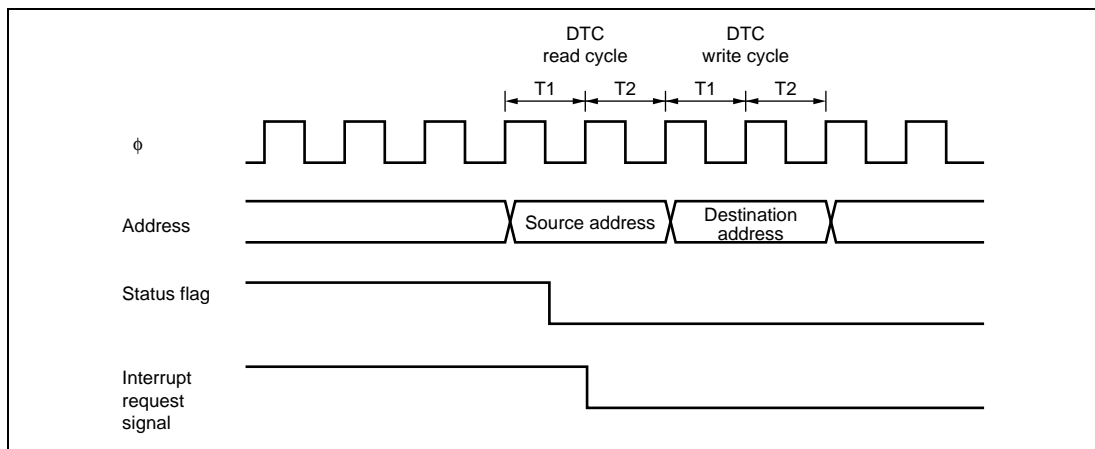 DTC
read cycle
DTC
write cycle
T1
T2
T1
T2
ϕ
Address
Source address
Destination
address
Status flag
Interrupt
request
signal